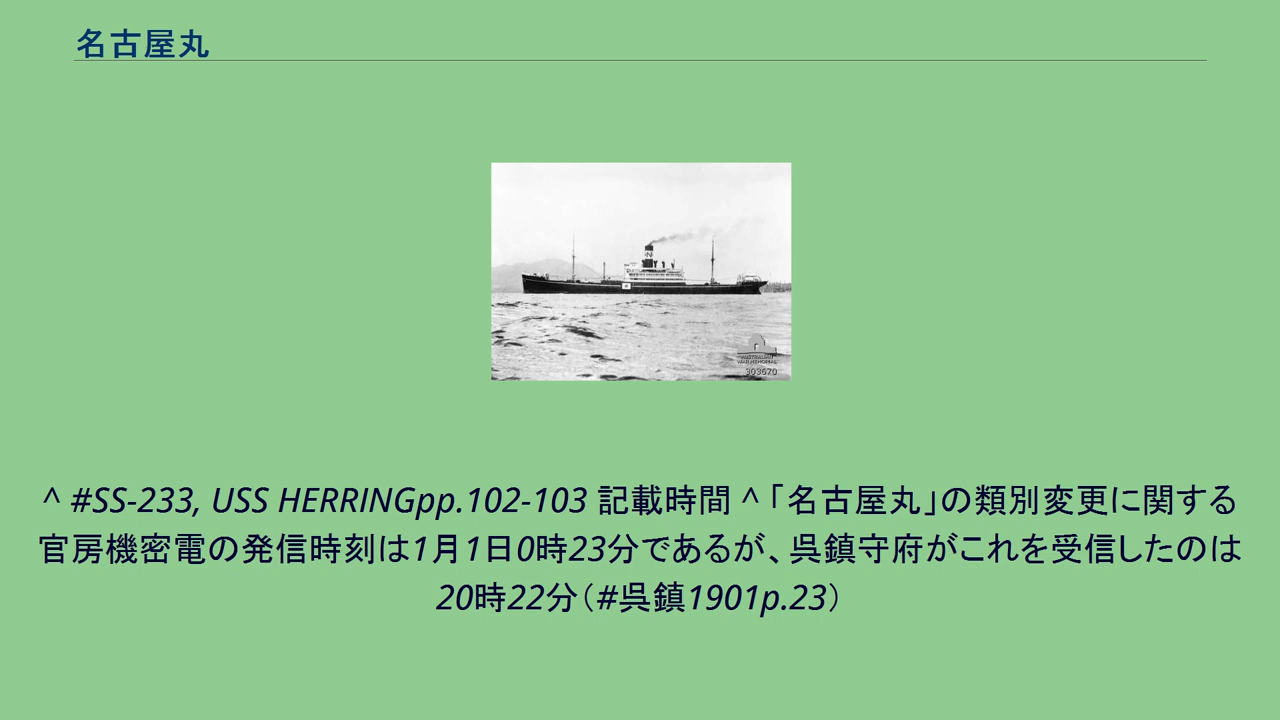 名古屋丸
N
AUSTRALIAN
WAR MEMORIAL
303670
^ #SS-233, USS HERRINGpp.102-103 記載時間 ^ 「名古屋丸」の類別変更に関する
官房機密電の発信時刻は1月1日0時23分であるが、呉鎮守府がこれを受信したのは
20時22分（#呉鎮1901p.23）